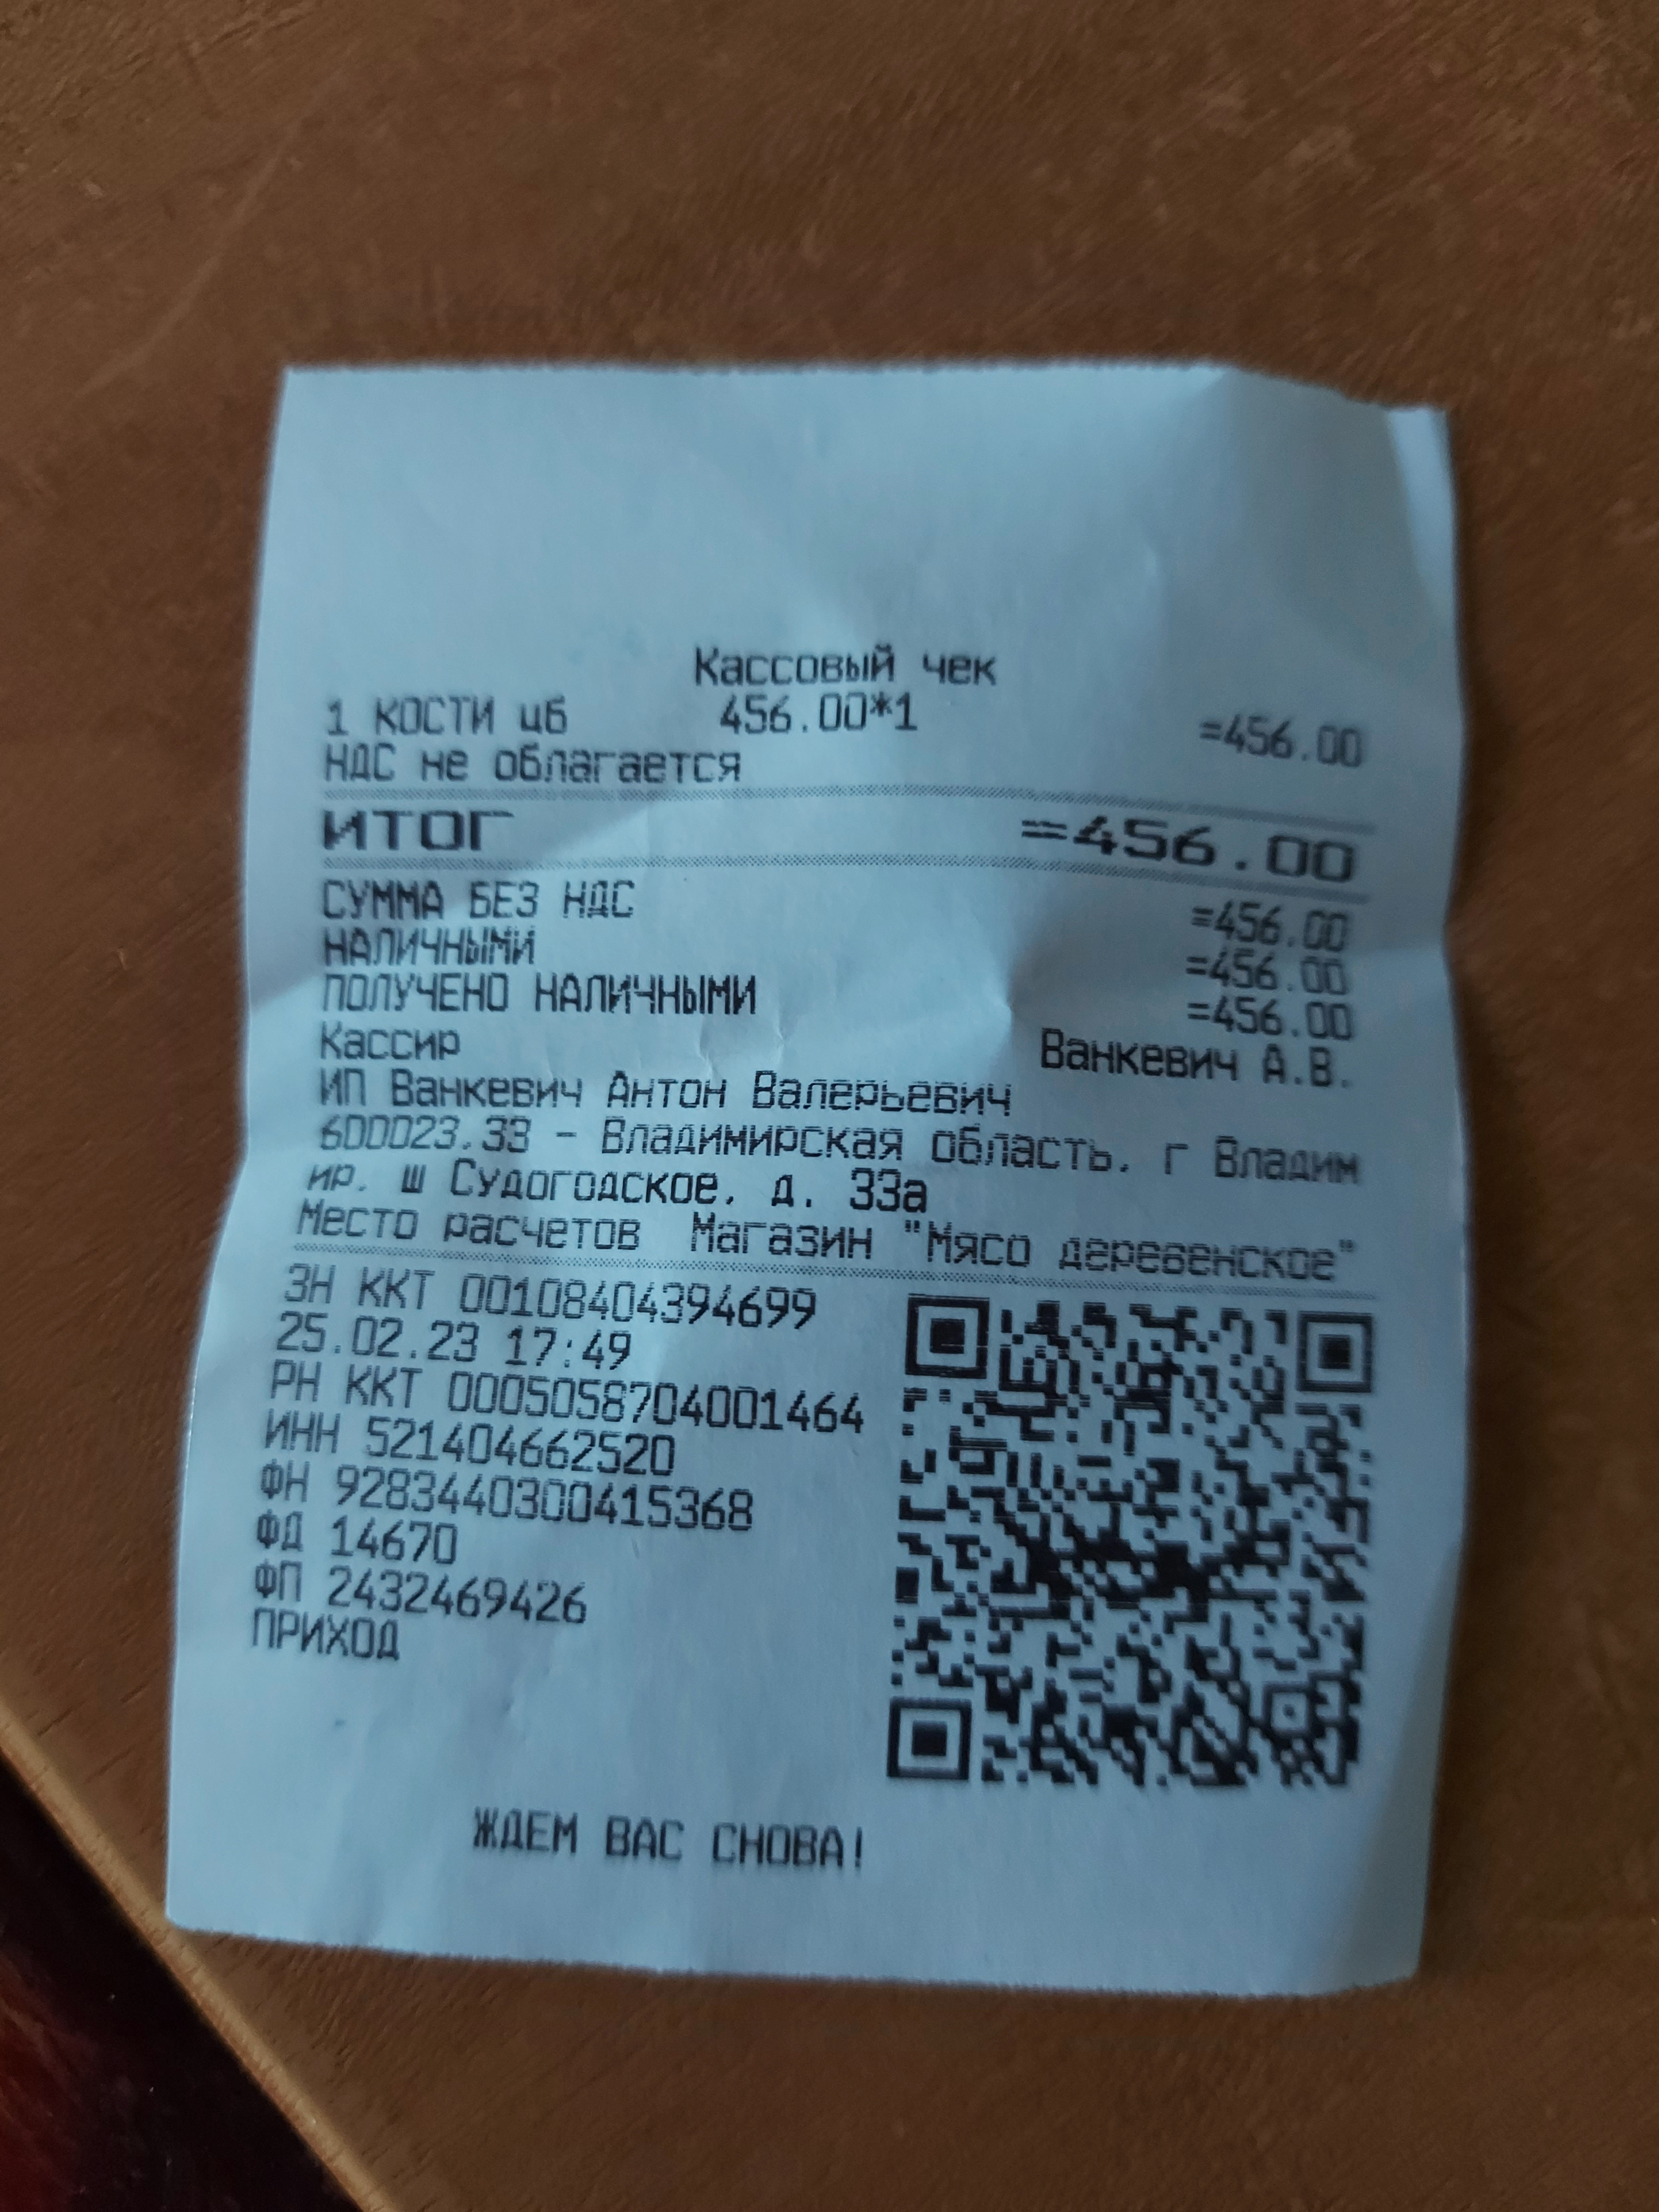 Кассовый чек
1 КОСТИ цб 456.00*1 =456.00
НДС не облагается
ИТОГ =456.00
СУММА БЕЗ НДС =456.00
НАЛИЧНЫМИ =456.00
ПОЛУЧЕНО НАЛИЧНЫМИ =456.00
Кассир Ванкевич А.В.
ИП Ванкевич Антон Валерьевич
600023,33 - Владимирская область, г Владим
ир, ш Судогодское, д. 33а
Место расчетов Магазин "Мясо деревенское"
ЗН ККТ 00108404394699
25.02.23 17:49
РН ККТ 0005058704001464
ИНН 521404662520
ФН 9283440300415368
ФД 14670
ФП 2432469426
ПРИХОД
ЖДЕМ ВАС СНОВА!